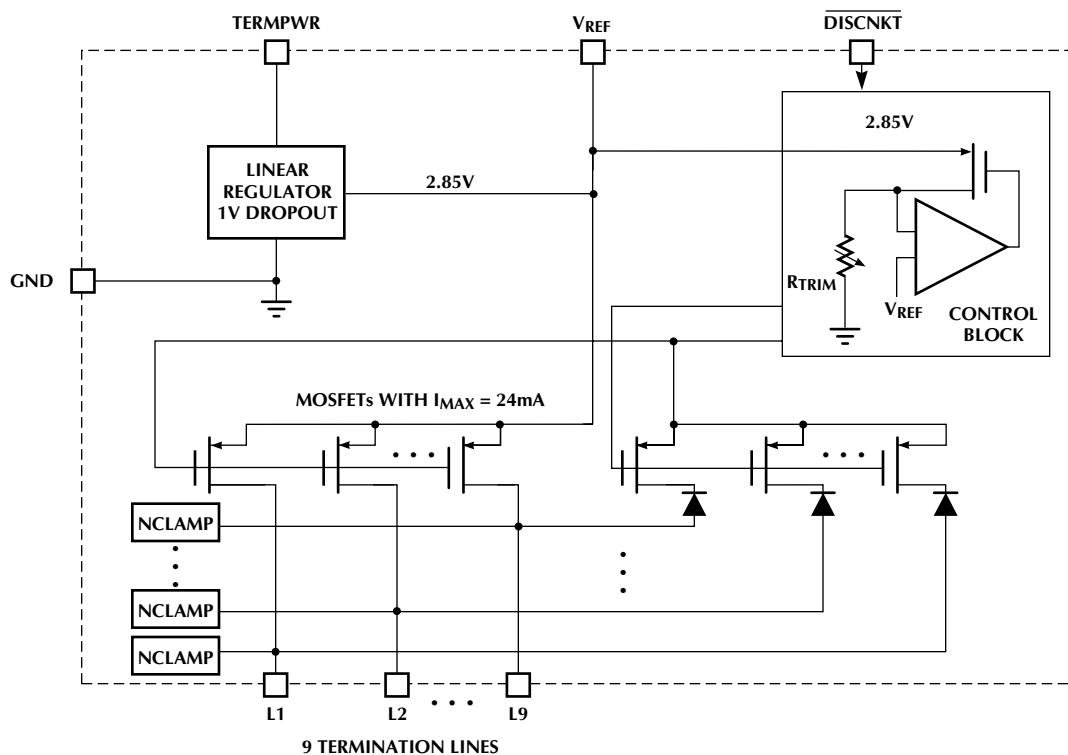 TERMPWR
VREF
DISCNKT
2.85V
LINEAR
REGULATOR
1V DROPOUT
2.85V
GND
RTRIM
VREF
CONTROL
BLOCK
MOSFETs WITH IMAX = 24mA
NCLAMP
NCLAMP
NCLAMP
L1
L2
L9
9 TERMINATION LINES